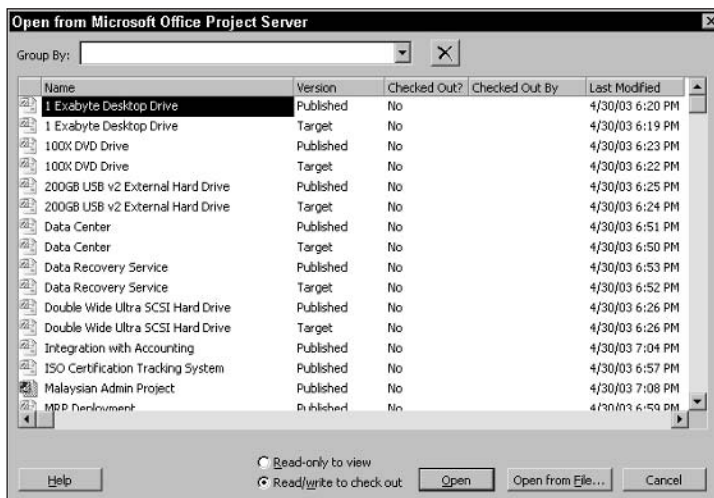 Open from Microsoft Office Project Server
Group By:
Name Version Checked Out? Checked Out By Last Modified
1 Exabyte Desktop Drive Published No 4/30/03 6:20 PM
1 Exabyte Desktop Drive Target No 4/30/03 6:19 PM
100X DVD Drive Published No 4/30/03 6:23 PM
100X DVD Drive Target No 4/30/03 6:22 PM
200GB USB v2 External Hard Drive Published No 4/30/03 6:25 PM
200GB USB v2 External Hard Drive Target No 4/30/03 6:24 PM
Data Center Published No 4/30/03 6:51 PM
Data Center Target No 4/30/03 6:50 PM
Data Recovery Service Published No 4/30/03 6:53 PM
Data Recovery Service Target No 4/30/03 6:52 PM
Double Wide Ultra SCSI Hard Drive Published No 4/30/03 6:26 PM
Double Wide Ultra SCSI Hard Drive Target No 4/30/03 6:26 PM
Integration with Accounting Published No 4/30/03 7:04 PM
ISO Certification Tracking System Published No 4/30/03 6:57 PM
Malaysian Admin Project Published No 4/30/03 7:08 PM
MRP Deployment Published No 4/30/03 6:59 PM
Read-only to view
Help Read/write to check out Open Open from File... Cancel